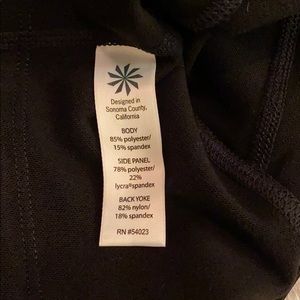 Designed in
Sonoma County,
California
BODY
85% polyester/
15% spandex
SIDE PANEL
78% polyester/
22%
lycra®spandex
BACK YOKE
82% nylon/
18% spandex
RN #54023